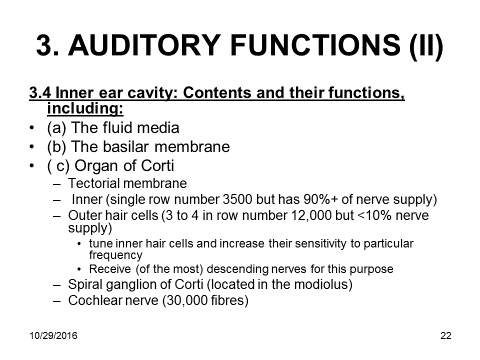 3. AUDITORY FUNCTIONS (II)
3.4 Inner ear cavity: Contents and their functions,
including:
• (a) The fluid media
• (b) The basilar membrane
• ( c) Organ of Corti
– Tectorial membrane
– Inner (single row number 3500 but has 90%+ of nerve supply)
– Outer hair cells (3 to 4 in row number 12,000 but <10% nerve
supply)
• tune inner hair cells and increase their sensitivity to particular
frequency
• Receive (of the most) descending nerves for this purpose
– Spiral ganglion of Corti (located in the modiolus)
– Cochlear nerve (30,000 fibres)
10/29/2016
22